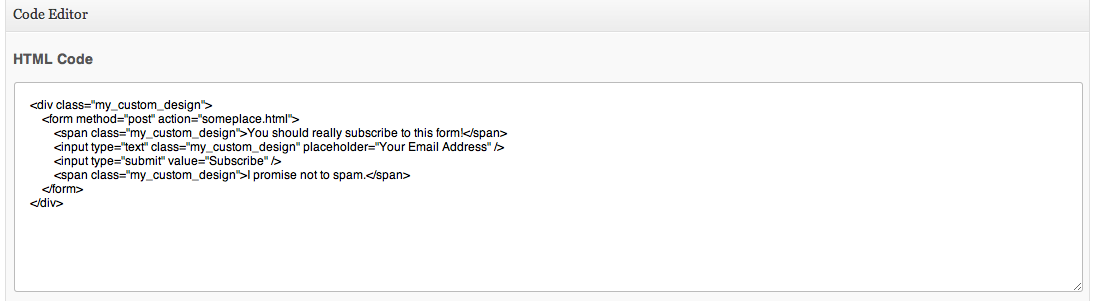 Code Editor
HTML Code
<div class="my_custom_design">
<form method="post" action="someplace.html">
<span class="my_custom_design">You should really subscribe to this form!</span>
<input type="text" class="my_custom_design" placeholder="Your Email Address" />
<input type="submit" value="Subscribe" />
<span class="my_custom_design">I promise not to spam.</span>
</form>
</div>